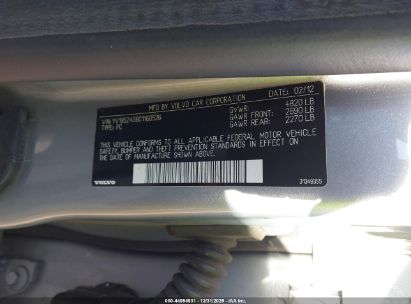 MFD BY VOLVO CAR CORPORATION
DATE: 02/12
TYPE: PC
GVWR: 4820 LB
GAWR FRONT: 2690 LB
GAWR REAR: 2270 LB
THIS VEHICLE CONFORMS TO ALL APPLICABLE FEDERAL MOTOR VEHICLE
SAFETY, BUMPER AND THEFT PREVENTION STANDARDS IN EFFECT ON
THE DATE OF MANUFACTURE SHOWN ABOVE.
VOLVO